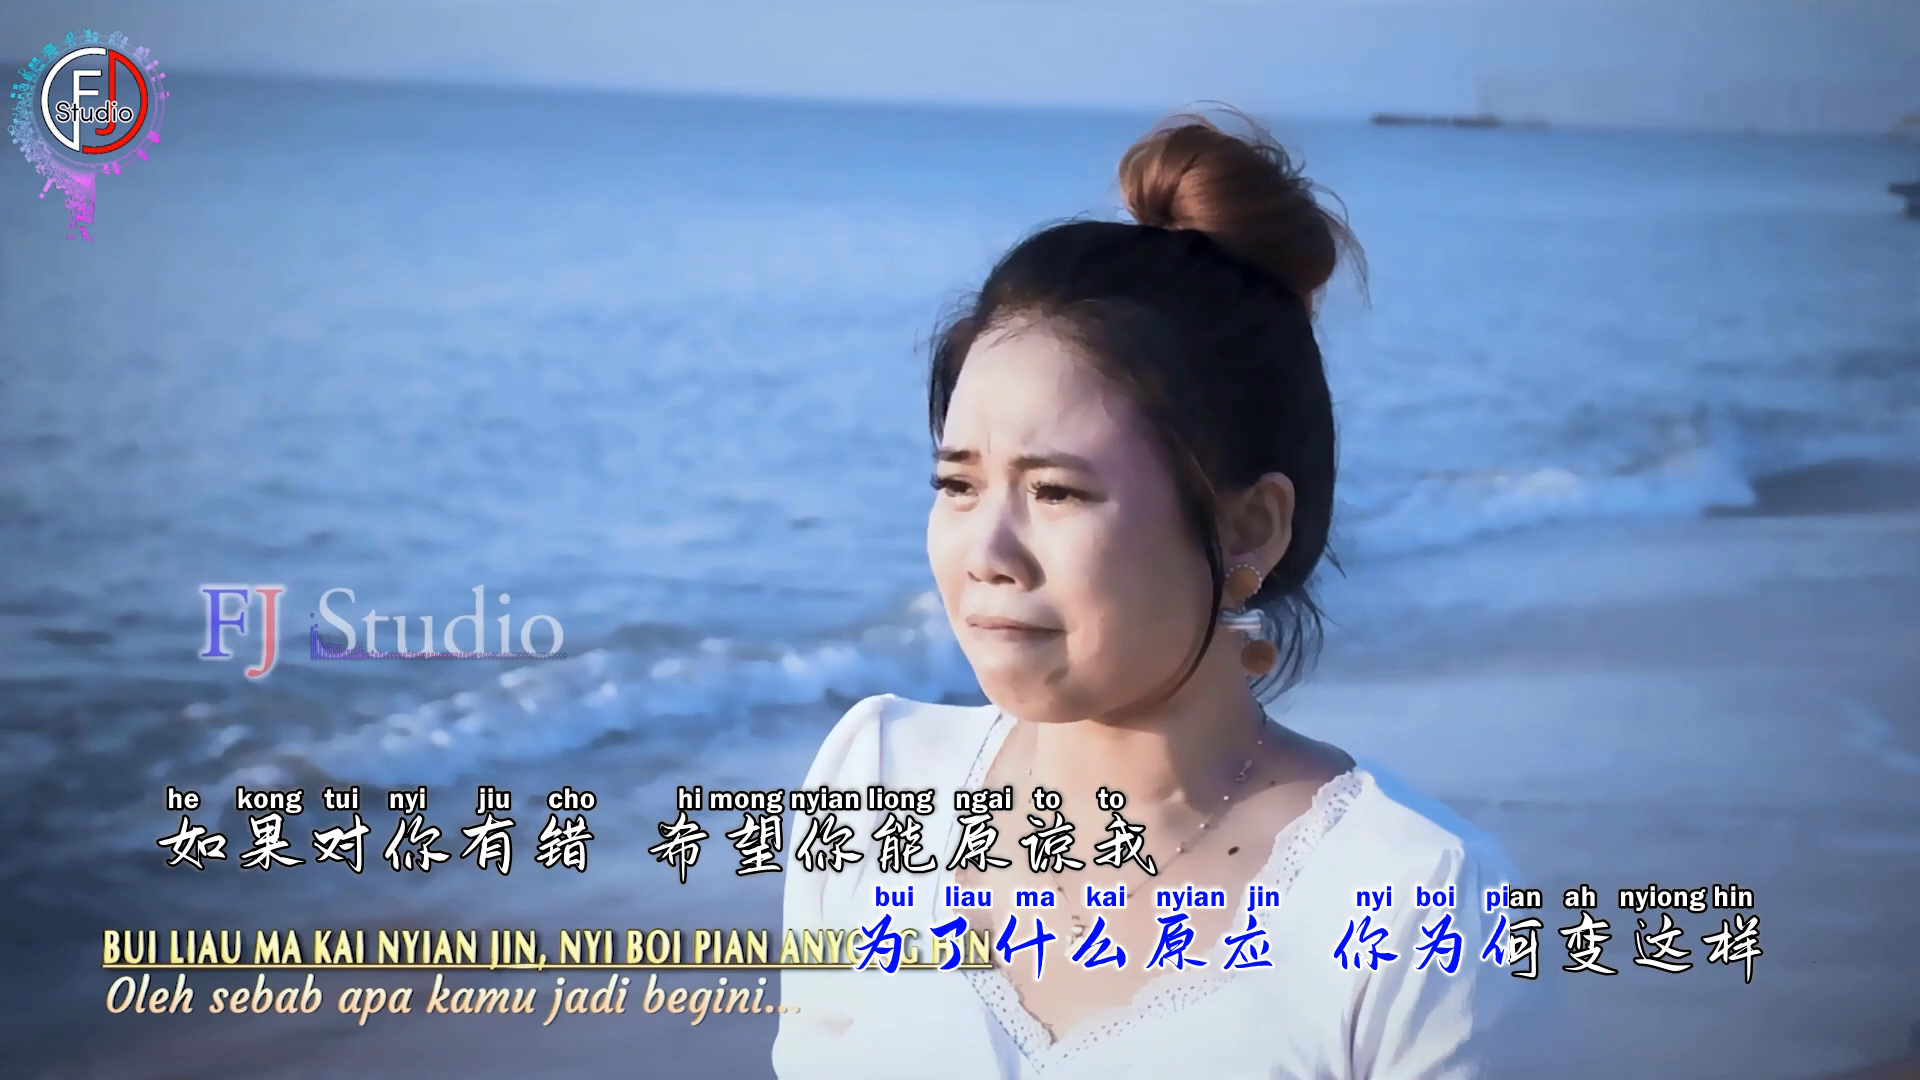 FJ
Studio
FJ Studio
he kong tui nyi jiu cho hi mong nyian liong ngai to to
如果对你有错 希望你能原谅我
bui liau ma kai nyian jin nyi boi pian ah nyiong hin
为了什么原应 你为何变这样
BUI LIAU MA KAI NYIAN JIN, NYI BOI PIAN ANYONG HIN
Oleh sebab apa kamu jadi begini...